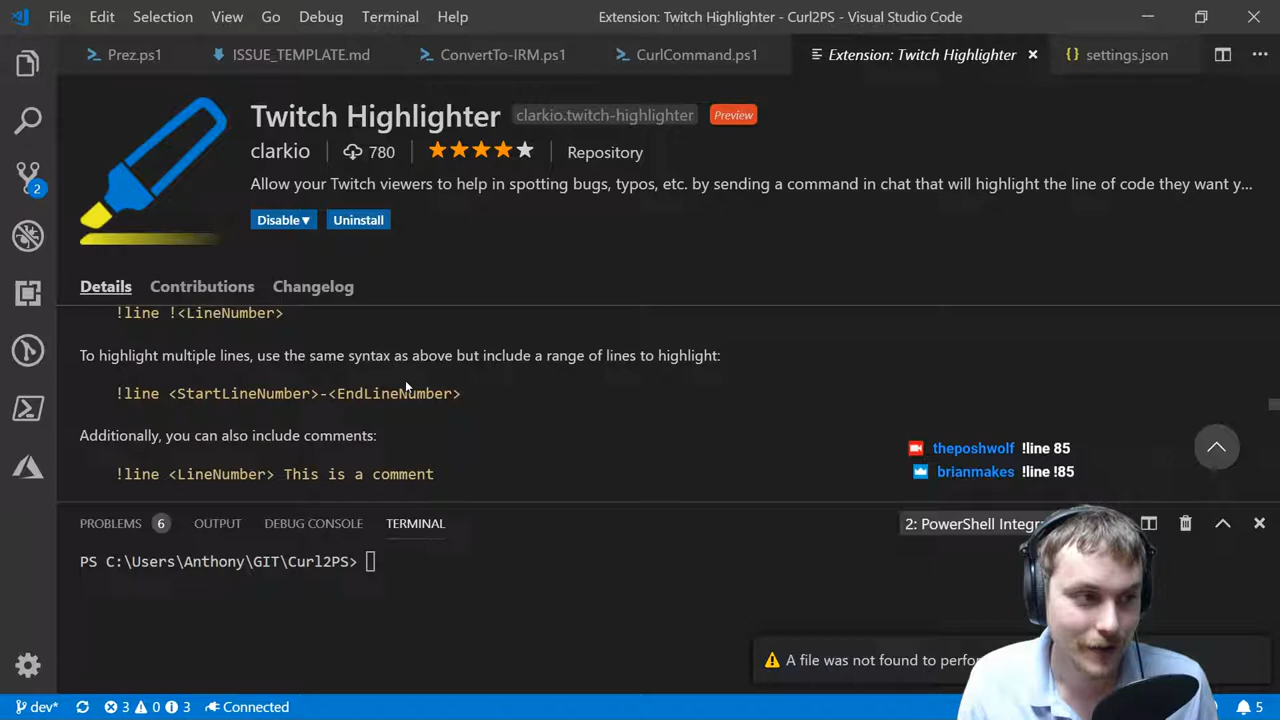 File Edit Selection View Go Debug Terminal Help Extension: Twitch Highlighter - Curl2PS - Visual Studio Code
Prez.ps1 ISSUE_TEMPLATE.md ConvertTo-IRM.ps1 CurlCommand.ps1 Extension: Twitch Highlighter settings.json
Twitch Highlighter clarkio.twitch-highlighter Preview
clarkio 780 Repository
Allow your Twitch viewers to help in spotting bugs, typos, etc. by sending a command in chat that will highlight the line of code they want y...
Disable Uninstall
2
Details Contributions Changelog
!line !<LineNumber>
To highlight multiple lines, use the same syntax as above but include a range of lines to highlight:
!line <StartLineNumber>-<EndLineNumber>
Additionally, you can also include comments:
!line <LineNumber> This is a comment
theposhwolf !line 85
brianmakes !line !85
PROBLEMS 6 OUTPUT DEBUG CONSOLE TERMINAL 2: PowerShell Integ
PS C:\Users\Anthony\GIT\Curl2PS>
A file was not found to
dev* 3 0 3 Connected 5